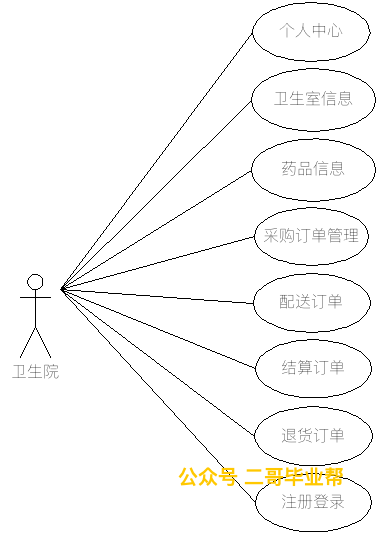 个人中心
卫生室信息
药品信息
采购订单管理
配送订单
卫生院
结算订单
退货订单
公众号 二哥毕业帮
注册登录